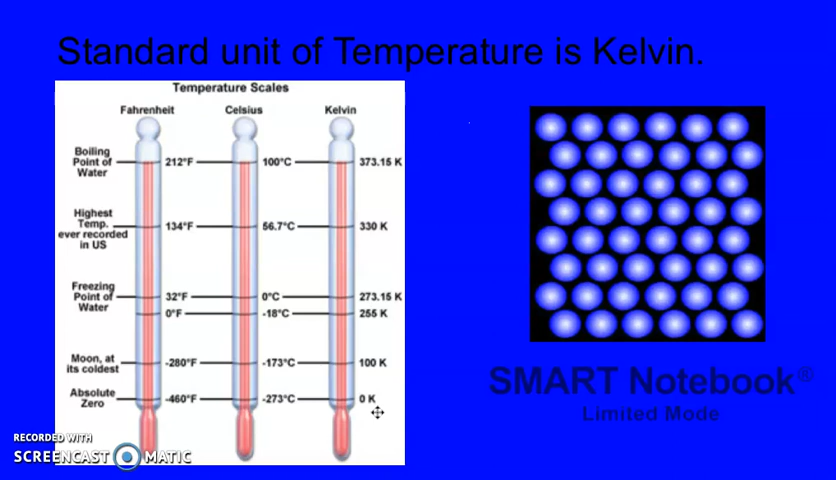 Standard unit of Temperature is Kelvin.
Temperature Scales
Fahrenheit Celsius Kelvin
Boiling
Point of
Water
212°F 100°C 373.15 K
Highest
Temp.
ever recorded
in US
134°F 56.7°C 330 K
Freezing
Point of
Water
32°F 0°C 273.15 K
0°F -18°C 255 K
Moon, at
its coldest
-280°F -173°C 100 K
Absolute
Zero
-460°F -273°C 0 K
SMART Notebook®
Limited Mode
RECORDED WITH
SCREENCAST MATIC